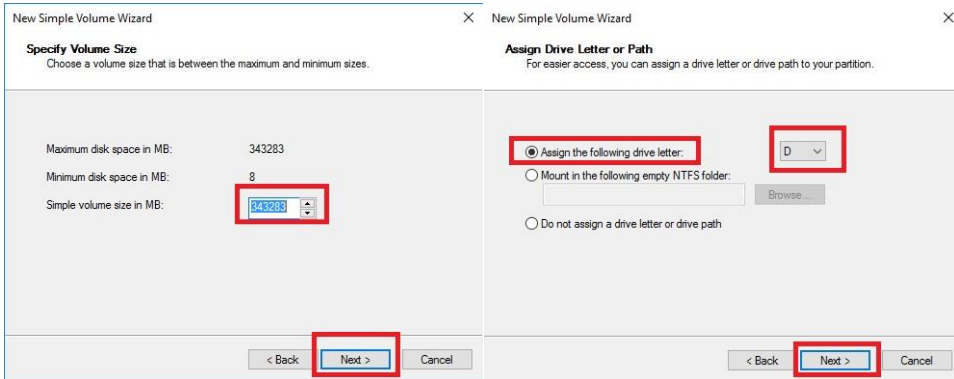 New Simple Volume Wizard
Specify Volume Size
Choose a volume size that is between the maximum and minimum sizes.
Maximum disk space in MB: 343283
Minimum disk space in MB: 8
Simple volume size in MB: 343283
< Back Next > Cancel
New Simple Volume Wizard
Assign Drive Letter or Path
For easier access, you can assign a drive letter or drive path to your partition.
Assign the following drive letter: D
Mount in the following empty NTFS folder:
Browse...
Do not assign a drive letter or drive path
< Back Next > Cancel